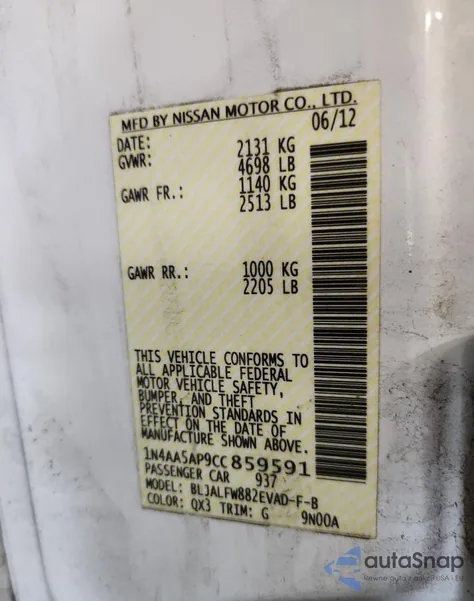 MFD BY NISSAN MOTOR CO., LTD.
DATE: 06/12
GVWR: 2131 KG
4698 LB
GAWR FR.: 1140 KG
2513 LB
GAWR RR.: 1000 KG
2205 LB
THIS VEHICLE CONFORMS TO
ALL APPLICABLE FEDERAL
MOTOR VEHICLE SAFETY,
BUMPER, AND THEFT
PREVENTION STANDARDS IN
EFFECT ON THE DATE OF
MANUFACTURE SHOWN ABOVE.
1N4AA5AP9CC859591
PASSENGER CAR 937
MODEL: BLJALFW882EVAD-F-B
COLOR: QX3 TRIM: G 9N00A
autoSnap